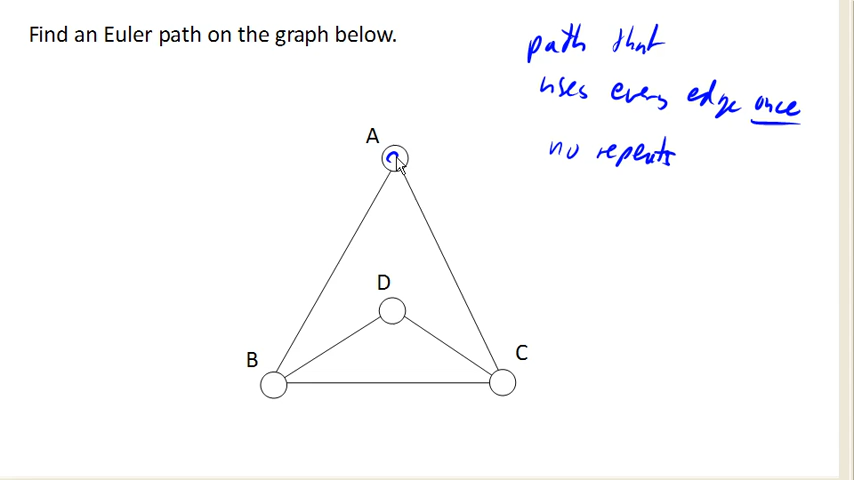 Find an Euler path on the graph below.
path that
uses every edge once
no repeats
A
D
B
C